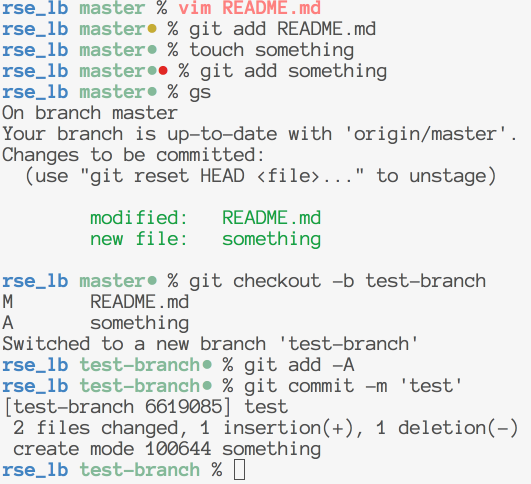 rse_lb master % vim README.md
rse_lb master● % git add README.md
rse_lb master● % touch something
rse_lb master●● % git add something
rse_lb master● % gs
On branch master
Your branch is up-to-date with 'origin/master'.
Changes to be committed:
  (use "git reset HEAD <file>..." to unstage)

        modified:   README.md
        new file:   something

rse_lb master● % git checkout -b test-branch
M       README.md
A       something
Switched to a new branch 'test-branch'
rse_lb test-branch● % git add -A
rse_lb test-branch● % git commit -m 'test'
[test-branch 6619085] test
 2 files changed, 1 insertion(+), 1 deletion(-)
 create mode 100644 something
rse_lb test-branch %